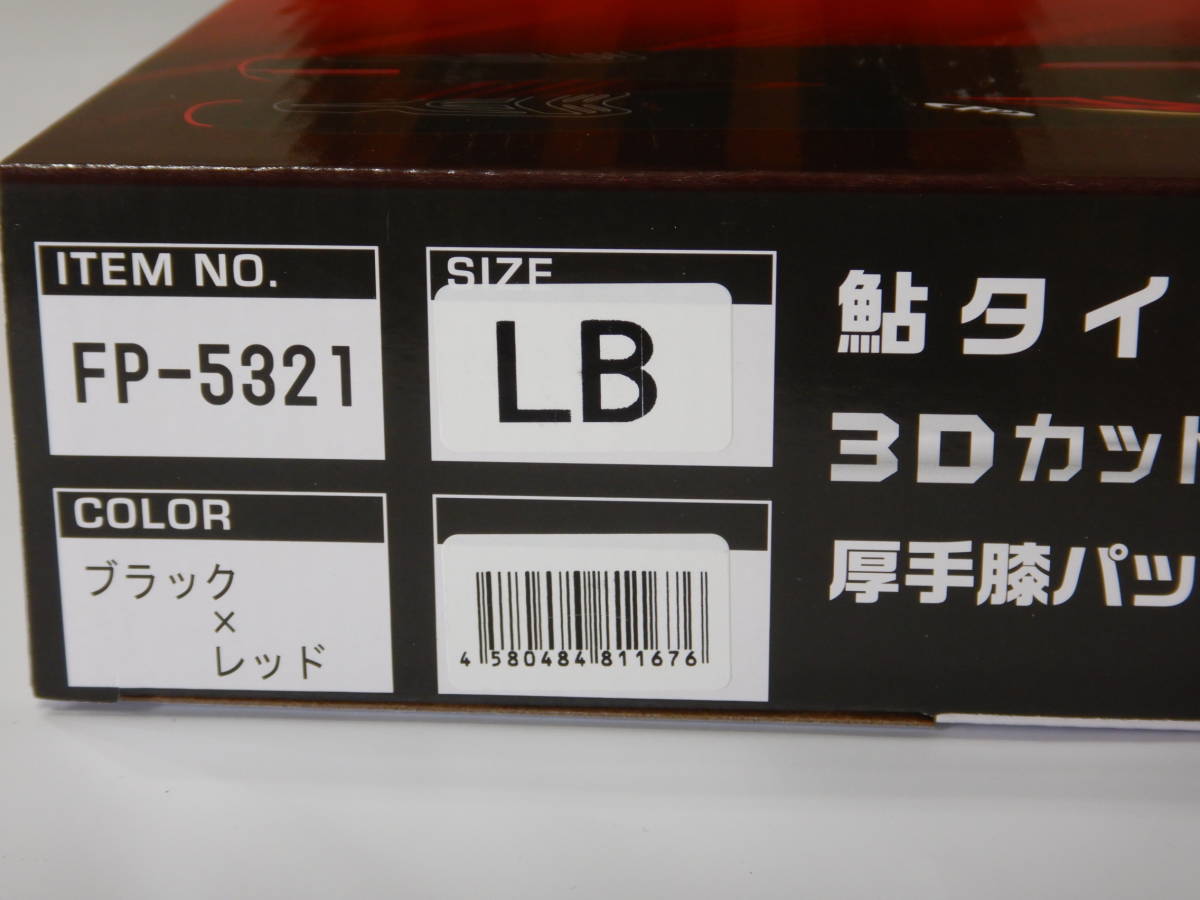 ITEM NO.
FP-5321
SIZE
LB
COLOR
ブラック
×
レッド
4 580484 811676
鮎タイ
3Dカット
厚手膝パッ